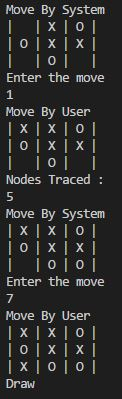 Move By System
|   | X | O |
| O | X | X |
|   | O |   |
Enter the move
1
Move By User
| X | X | O |
| O | X | X |
|   | O |   |
Nodes Traced :
5
Move By System
| X | X | O |
| O | X | X |
|   | O | O |
Enter the move
7
Move By User
| X | X | O |
| O | X | X |
| X | O | O |
Draw